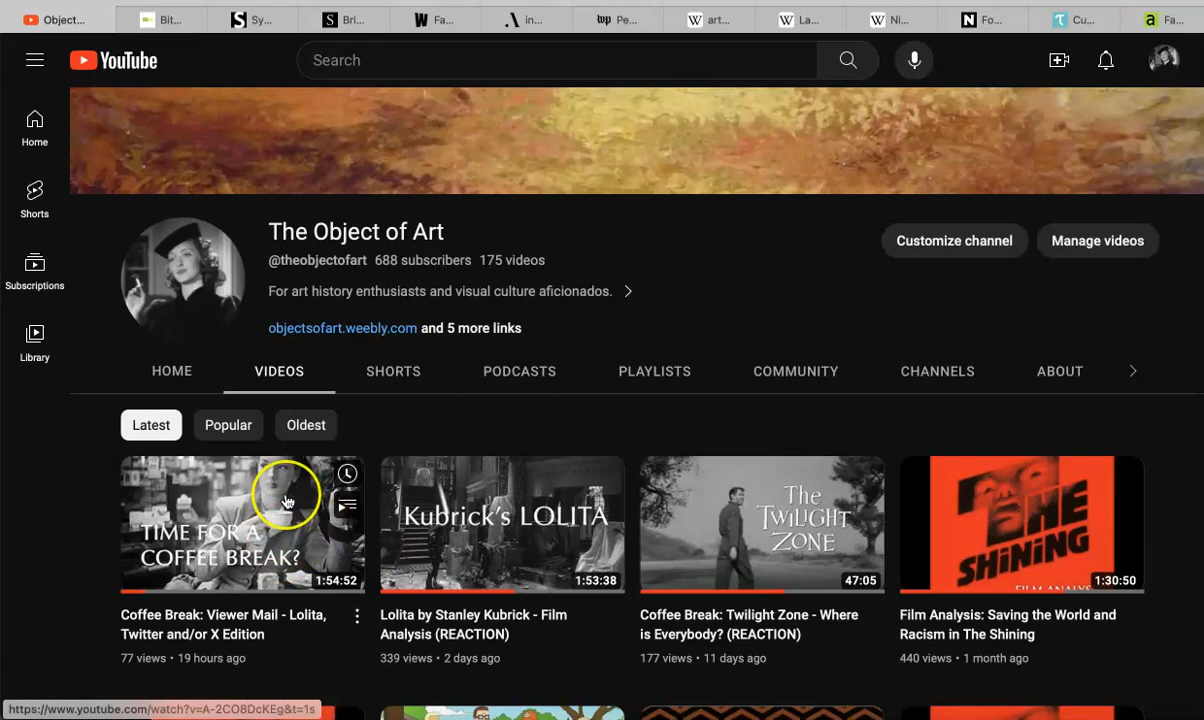 Object...
Bit...
Sy...
Bri...
Fa...
in...
Pe...
art...
La...
Ni...
Fo...
Cu...
Fa...
YouTube
Search
Home
Shorts
Subscriptions
Library
The Object of Art
@theobjectofart 688 subscribers 175 videos
For art history enthusiasts and visual culture aficionados.
objectsofart.weebly.com and 5 more links
Customize channel
Manage videos
HOME VIDEOS SHORTS PODCASTS PLAYLISTS COMMUNITY CHANNELS ABOUT
Latest Popular Oldest
TIME FOR A
COFFEE BREAK?
1:54:52
Kubrick's LOLITA
1:53:38
The
TWILIGHT
ZONE
47:05
THE
SHiNiNG
FILM ANALYSIS
1:30:50
Coffee Break: Viewer Mail - Lolita,
Twitter and/or X Edition
77 views • 19 hours ago
Lolita by Stanley Kubrick - Film
Analysis (REACTION)
339 views • 2 days ago
Coffee Break: Twilight Zone - Where
is Everybody? (REACTION)
177 views • 11 days ago
Film Analysis: Saving the World and
Racism in The Shining
440 views • 1 month ago
https://www.youtube.com/watch?v=A-2CO8DcKEg&t=1s